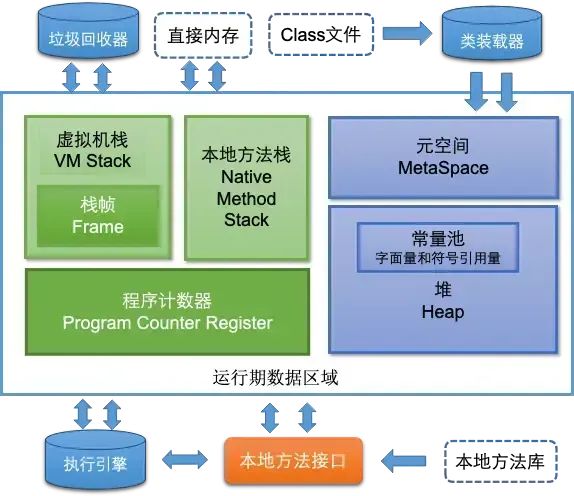 垃圾回收器
直接内存
Class文件
类装载器
虚拟机栈
VM Stack
栈帧
Frame
本地方法栈
Native
Method
Stack
元空间
MetaSpace
常量池
字面量和符号引用量
堆
Heap
程序计数器
Program Counter Register
运行期数据区域
执行引擎
本地方法接口
本地方法库